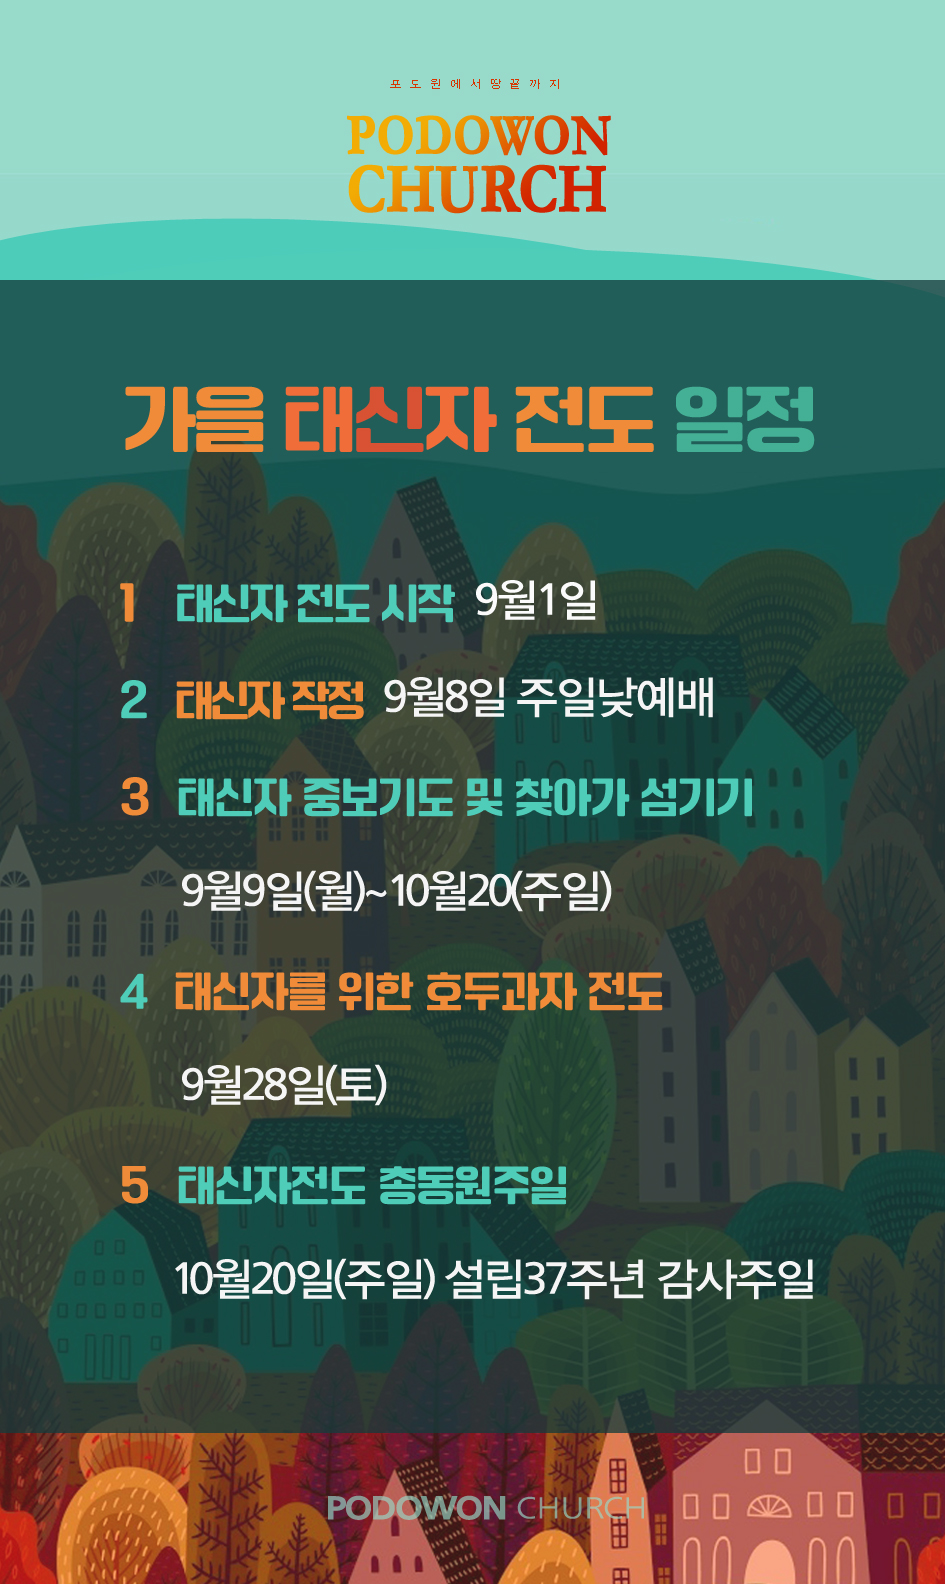 포도원에서땅끝까지
PODOWON
CHURCH
가을 태신자 전도 일정
1 태신자 전도 시작 9월1일
2 태신자 작정 9월8일 주일낮예배
3 태신자 중보기도 및 찾아가 섬기기
9월9일(월)~10월20(주일)
4 태신자를 위한 호두과자 전도
9월28일(토)
5 태신자전도 총동원주일
10월20일(주일) 설립37주년 감사주일
PODOWON CHURCH